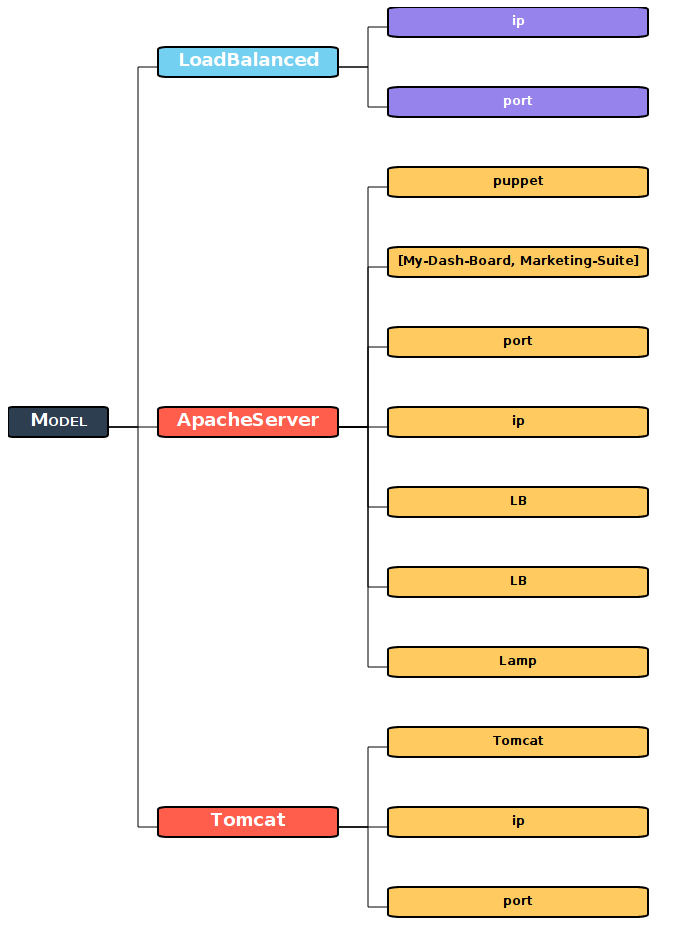 ip
LoadBalanced
port
puppet
[My-Dash-Board, Marketing-Suite]
port
Model
ApacheServer
ip
LB
LB
Lamp
Tomcat
Tomcat
ip
port